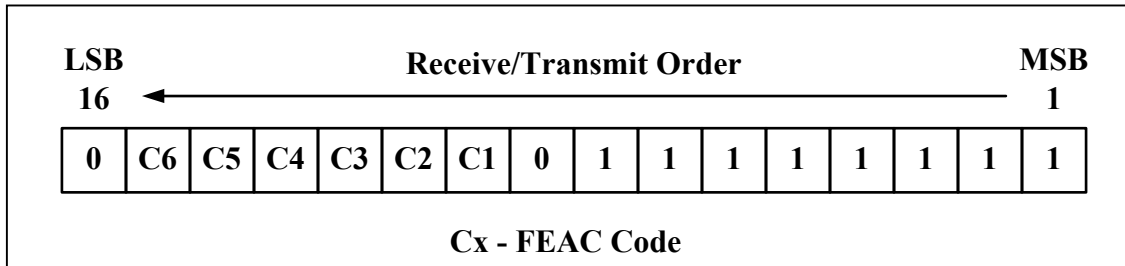 LSB Receive/Transmit Order MSB
16 1
0 C6 C5 C4 C3 C2 C1 0 1 1 1 1 1 1 1 1
Cx - FEAC Code